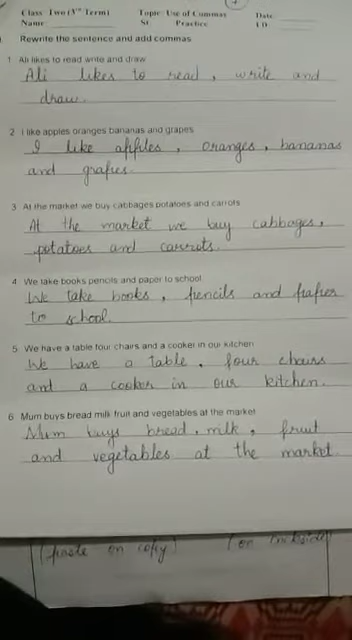 Class Two (3rd Term) Topic: Use of Commas Date
Name St. Practice I.D
Rewrite the sentence and add commas
1 Ali likes to read write and draw
Ali likes to read, write and
draw.
2 I like apples oranges bananas and grapes
I like apples, oranges, bananas
and grapes.
3 At the market we buy cabbages potatoes and carrots
At the market we buy cabbages,
potatoes and carrots.
4 We take books pencils and paper to school
We take books, pencils and paper
to school.
5 We have a table four chairs and a cooker in our kitchen
We have a table, four chairs
and a cooker in our kitchen.
6 Mum buys bread milk fruit and vegetables at the market
Mum buys bread, milk, fruit
and vegetables at the market.
(paste on copy) (on